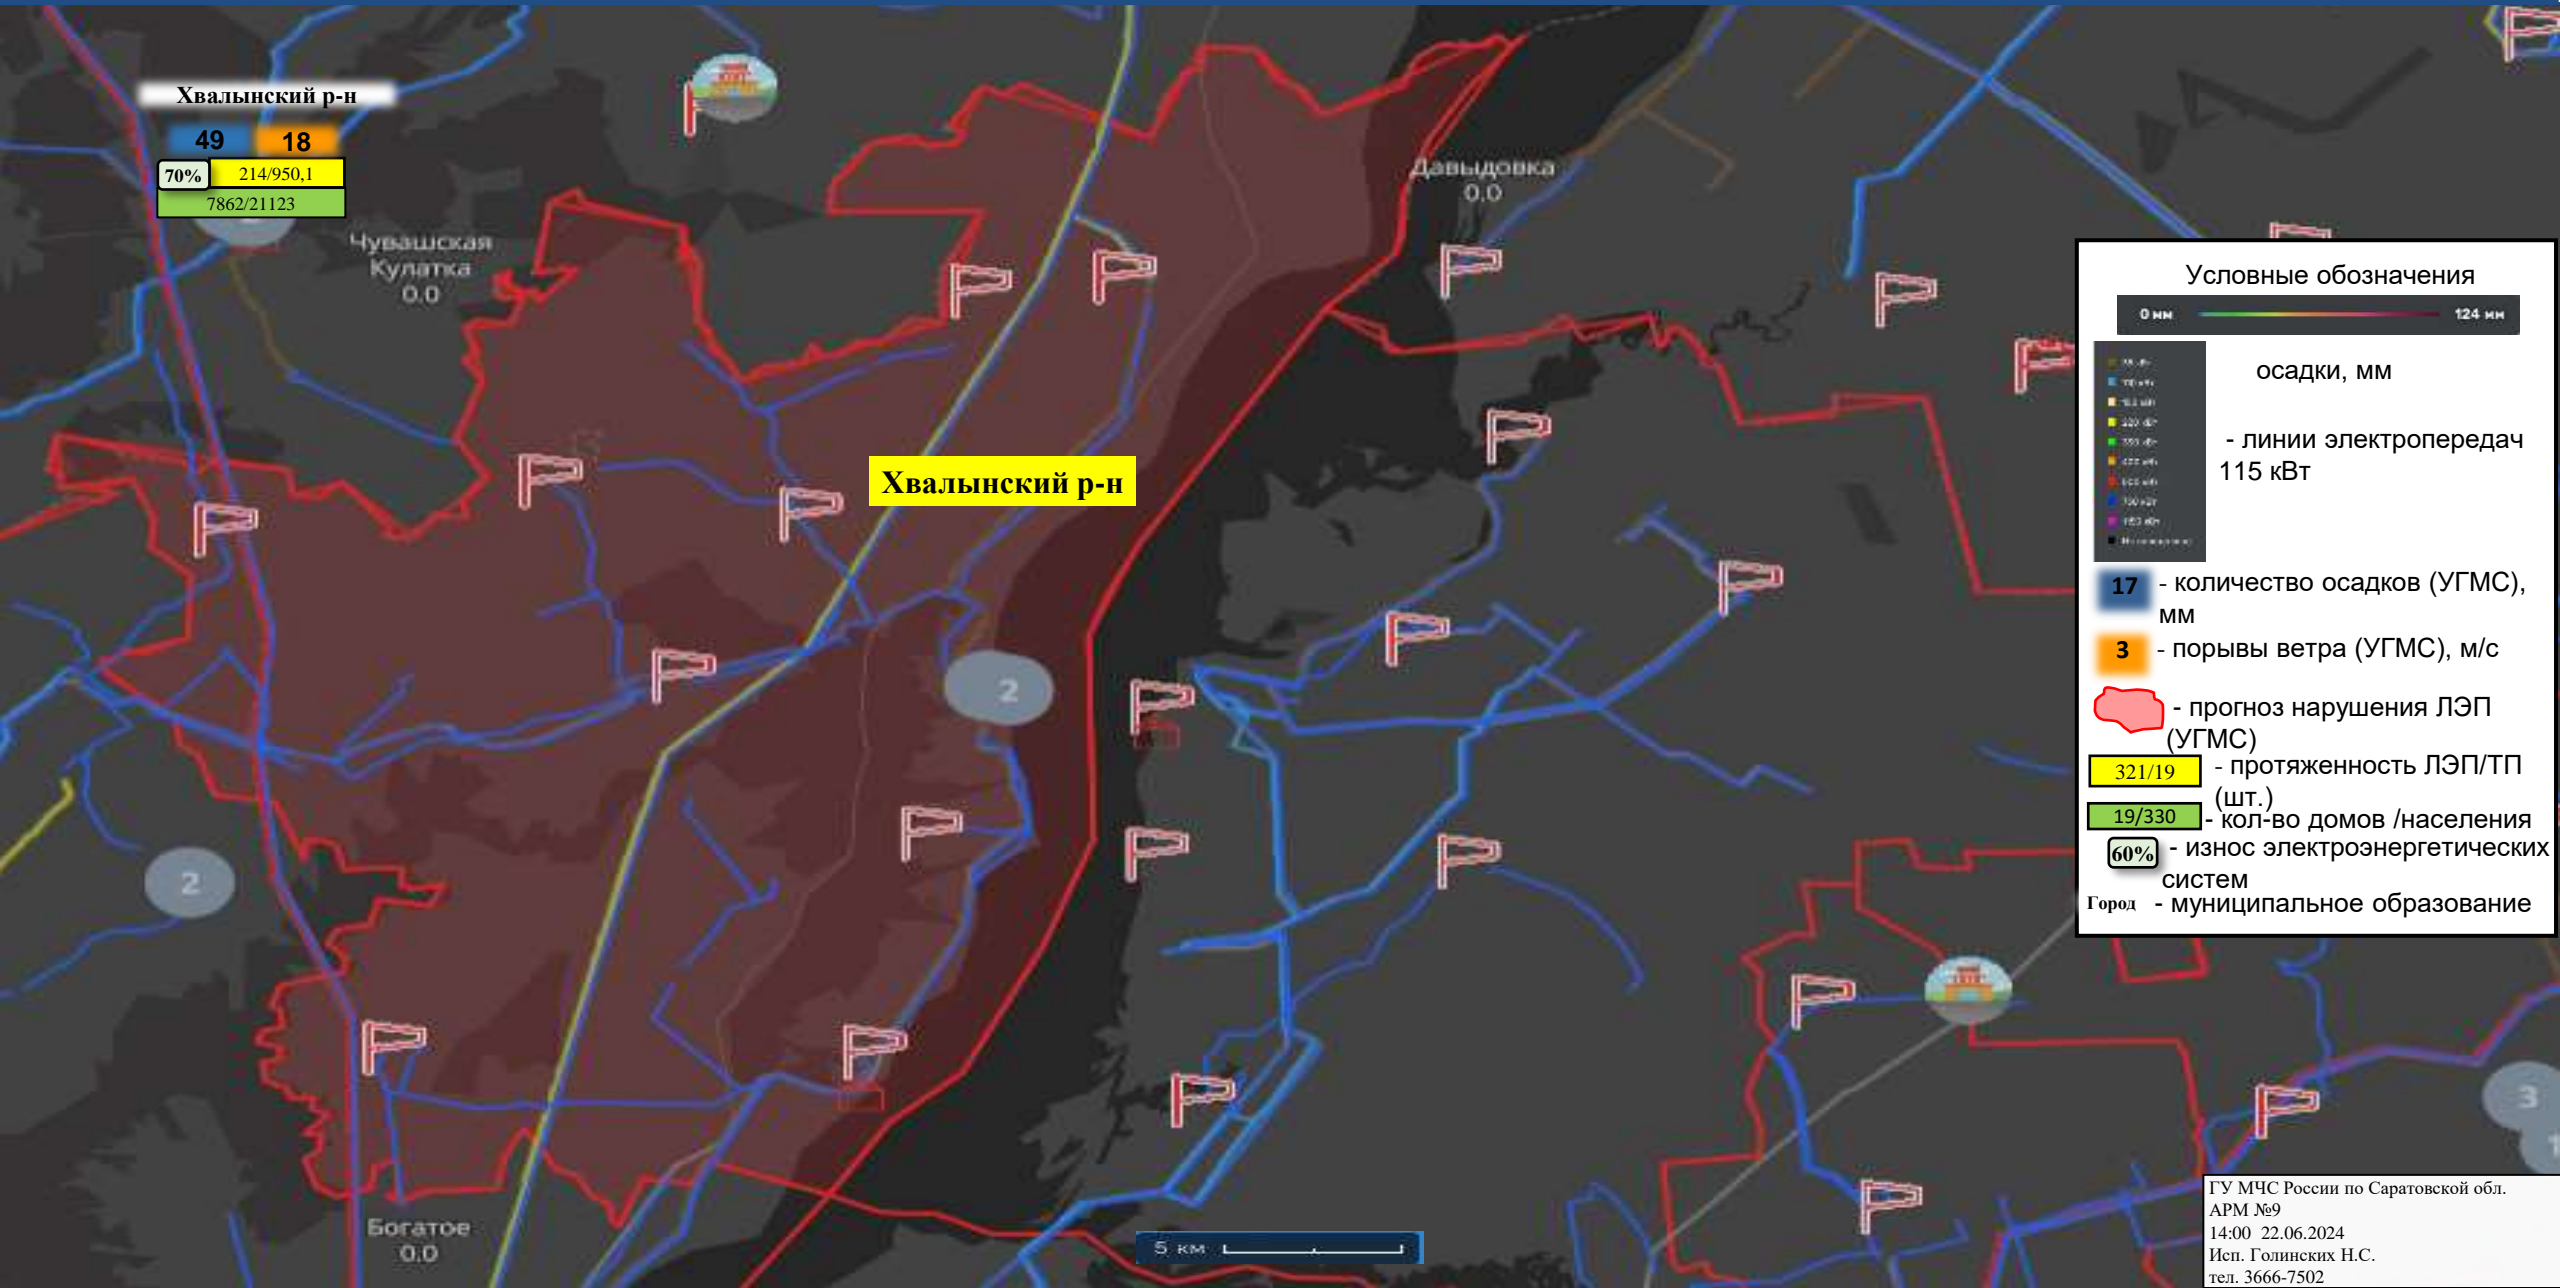 Хвалынский р-н
49 18
70% 214/950,1
7862/21123
Чувашская
Кулатка
0.0
Давыдовка
0.0
Хвалынский р-н
2
2
Богатое
0.0
5 км
3
Условные обозначения
0 мм 124 мм
осадки, мм
- линии электропередач
115 кВт
17 - количество осадков (УГМС),
мм
3 - порывы ветра (УГМС), м/с
- прогноз нарушения ЛЭП
(УГМС)
321/19 - протяженность ЛЭП/ТП
(шт.)
19/330 - кол-во домов /населения
60% - износ электроэнергетических
систем
Город - муниципальное образование
ГУ МЧС России по Саратовской обл.
АРМ №9
14:00 22.06.2024
Исп. Голинских Н.С.
тел. 3666-7502